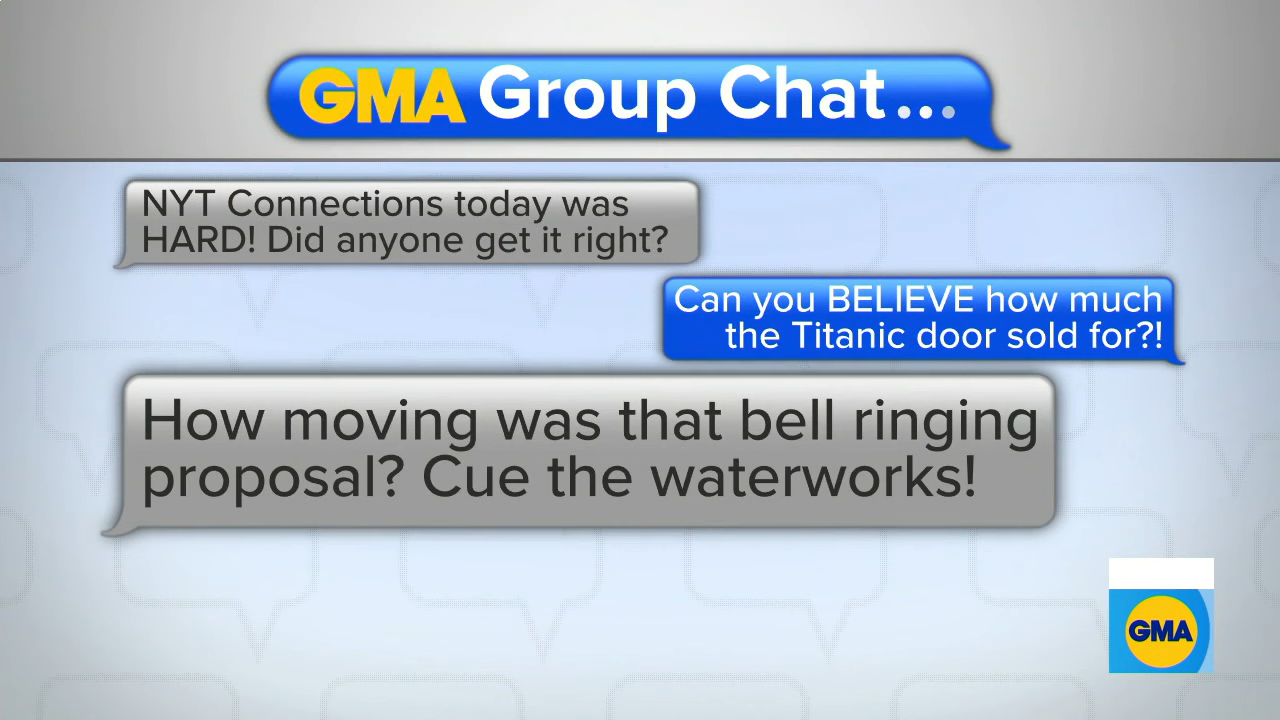 GMA Group Chat...
NYT Connections today was
HARD! Did anyone get it right?
Can you BELIEVE how much
the Titanic door sold for?!
How moving was that bell ringing
proposal? Cue the waterworks!
GMA